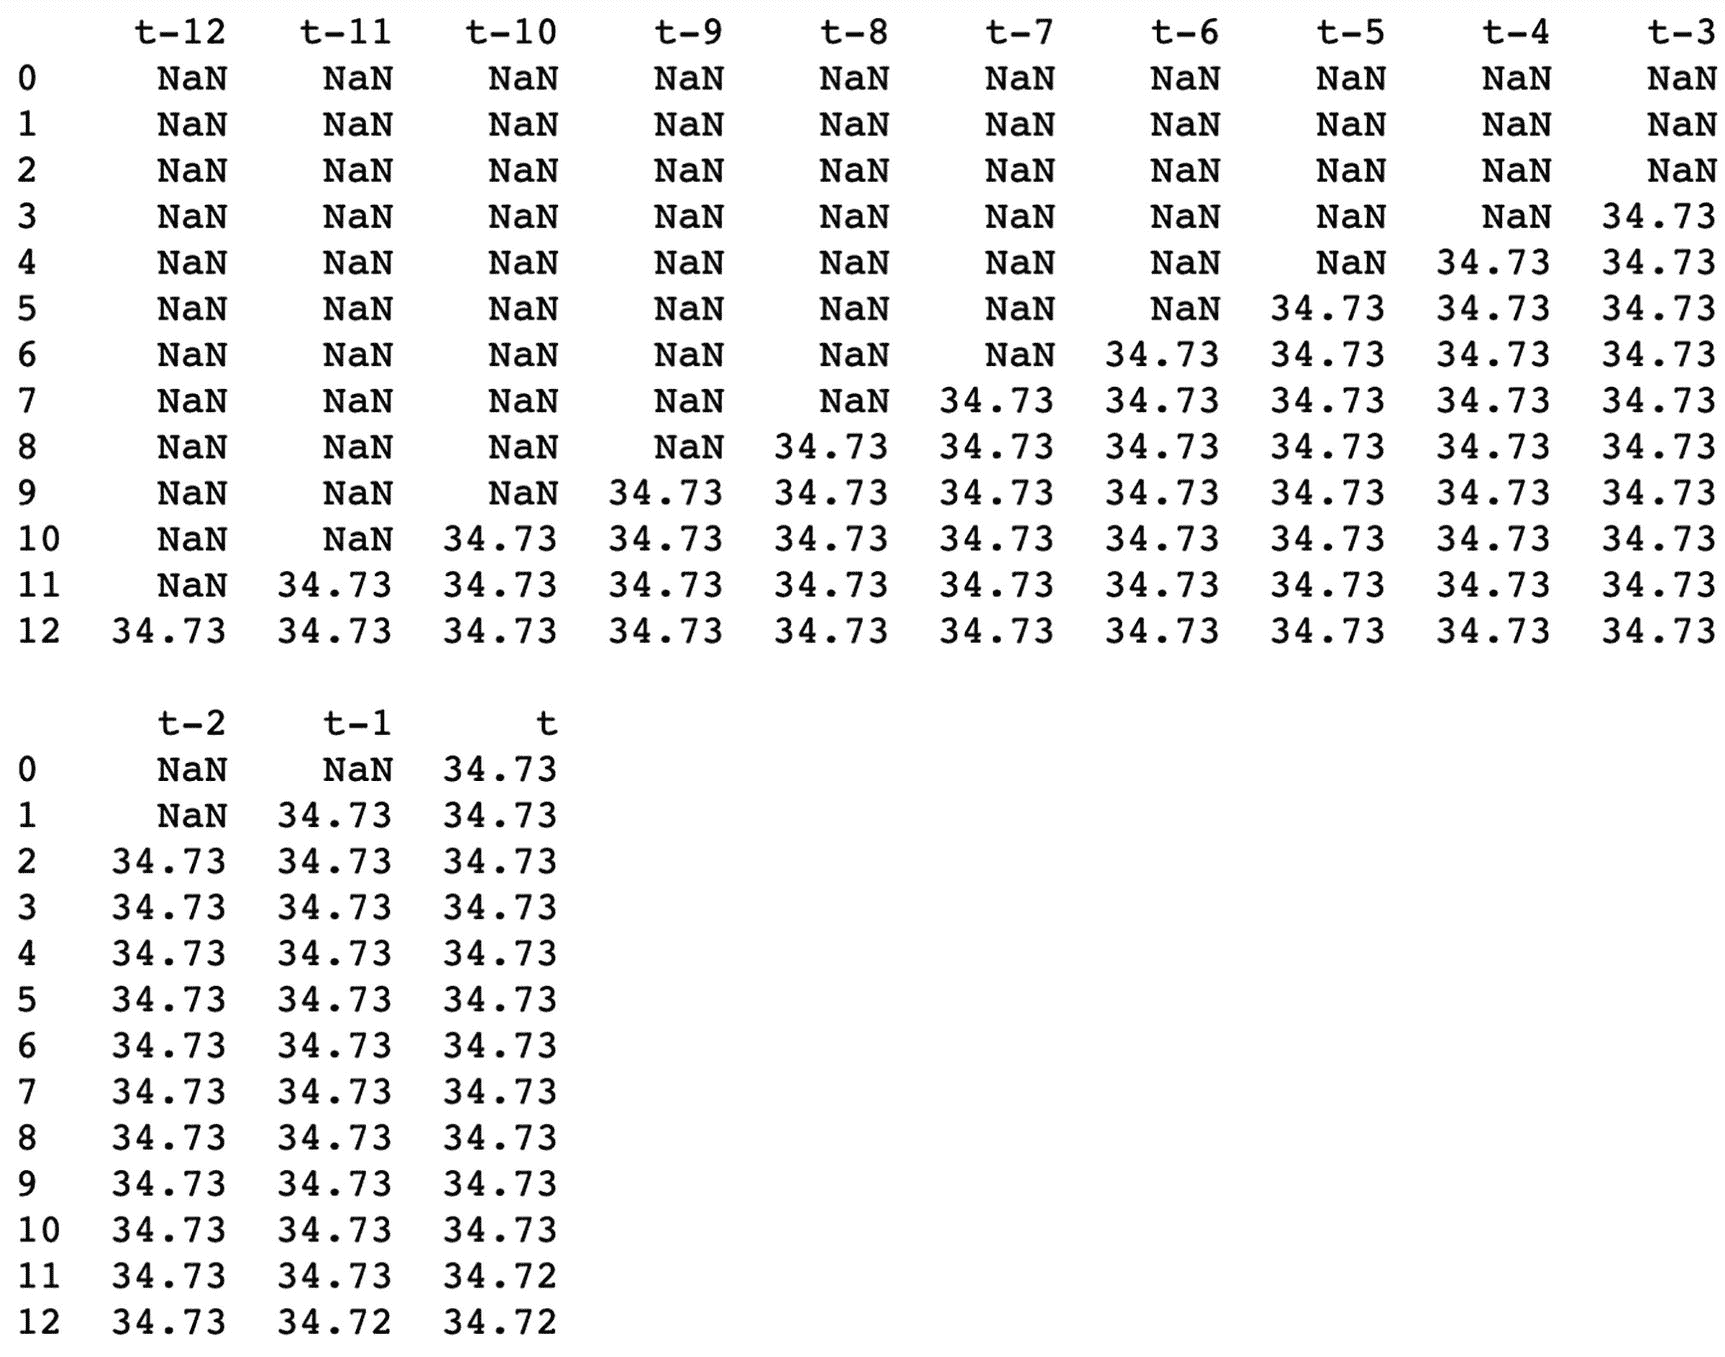 t-12 t-11 t-10 t-9 t-8 t-7 t-6 t-5 t-4 t-3
0 NaN NaN NaN NaN NaN NaN NaN NaN NaN NaN
1 NaN NaN NaN NaN NaN NaN NaN NaN NaN NaN
2 NaN NaN NaN NaN NaN NaN NaN NaN NaN NaN
3 NaN NaN NaN NaN NaN NaN NaN NaN NaN 34.73
4 NaN NaN NaN NaN NaN NaN NaN NaN 34.73 34.73
5 NaN NaN NaN NaN NaN NaN NaN 34.73 34.73 34.73
6 NaN NaN NaN NaN NaN NaN 34.73 34.73 34.73 34.73
7 NaN NaN NaN NaN NaN 34.73 34.73 34.73 34.73 34.73
8 NaN NaN NaN NaN 34.73 34.73 34.73 34.73 34.73 34.73
9 NaN NaN NaN 34.73 34.73 34.73 34.73 34.73 34.73 34.73
10 NaN NaN 34.73 34.73 34.73 34.73 34.73 34.73 34.73 34.73
11 NaN 34.73 34.73 34.73 34.73 34.73 34.73 34.73 34.73 34.73
12 34.73 34.73 34.73 34.73 34.73 34.73 34.73 34.73 34.73 34.73
t-2 t-1 t
0 NaN NaN 34.73
1 NaN 34.73 34.73
2 34.73 34.73 34.73
3 34.73 34.73 34.73
4 34.73 34.73 34.73
5 34.73 34.73 34.73
6 34.73 34.73 34.73
7 34.73 34.73 34.73
8 34.73 34.73 34.73
9 34.73 34.73 34.73
10 34.73 34.73 34.73
11 34.73 34.73 34.72
12 34.73 34.72 34.72